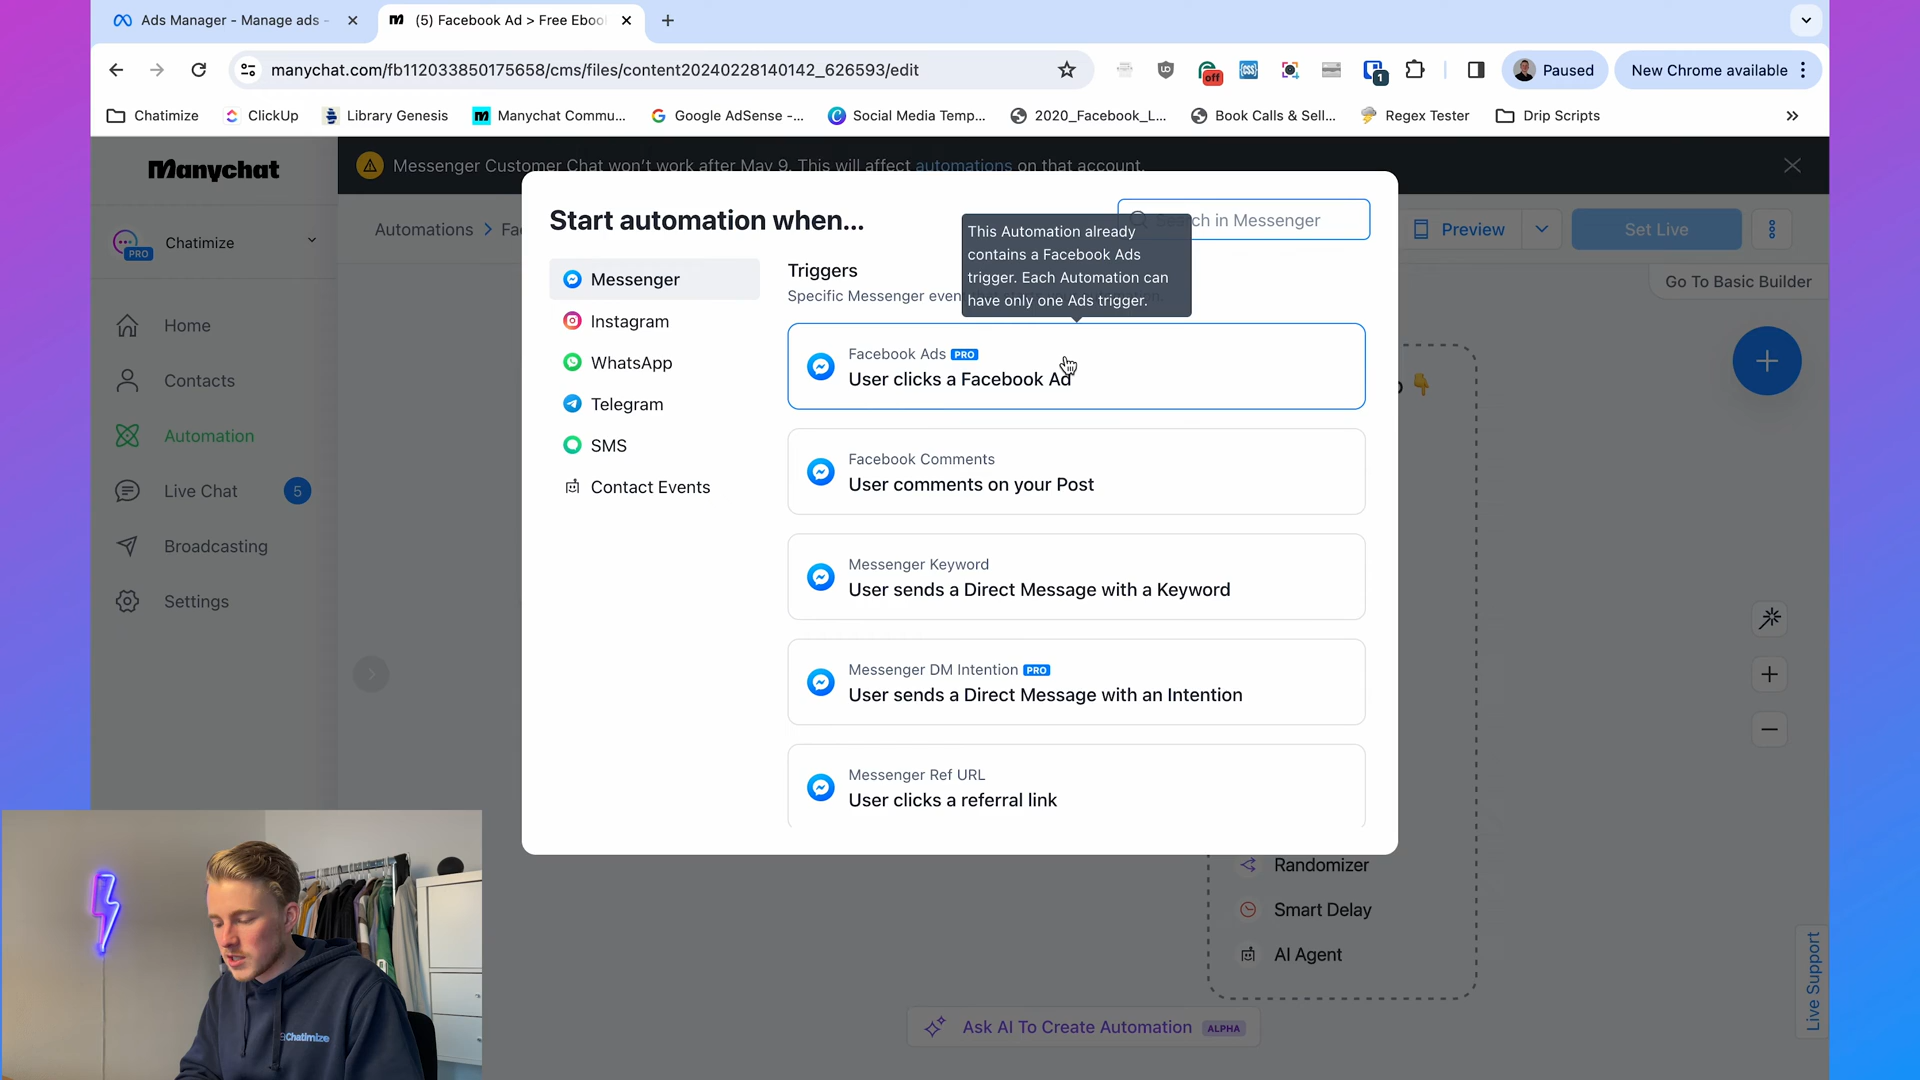 Ads Manager - Manage ads -
(5) Facebook Ad > Free Eboo
manychat.com/fb112033850175658/cms/files/content20240228140142_626593/edit
off
1
Paused
New Chrome available
Chatimize
ClickUp
Library Genesis
Manychat Commu...
Google AdSense -...
Social Media Temp...
2020_Facebook_L...
Book Calls & Sell...
Regex Tester
Drip Scripts
Manychat
Messenger Customer Chat won't work after May 9. This will affect automations on that account.
Chatimize
PRO
Automations > Fa
Preview
Set Live
Go To Basic Builder
Home
Contacts
Automation
Live Chat
5
Broadcasting
Settings
Start automation when...
ch in Messenger
Messenger
Instagram
WhatsApp
Telegram
SMS
Contact Events
Triggers
Specific Messenger even
This Automation already
contains a Facebook Ads
trigger. Each Automation can
have only one Ads trigger.
Facebook Ads PRO
User clicks a Facebook Ad
Facebook Comments
User comments on your Post
Messenger Keyword
User sends a Direct Message with a Keyword
Messenger DM Intention PRO
User sends a Direct Message with an Intention
Messenger Ref URL
User clicks a referral link
Randomizer
Smart Delay
AI Agent
Ask AI To Create Automation ALPHA
Live Support
Chatimize